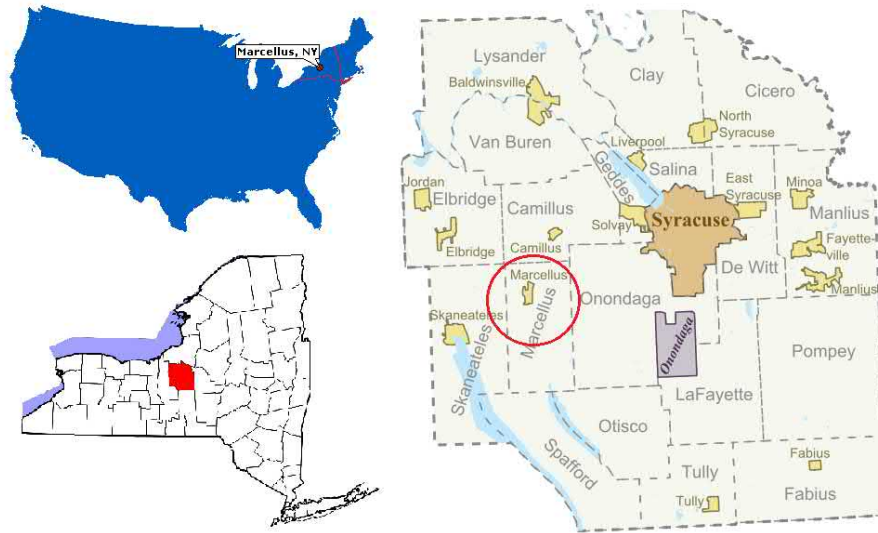 Marcellus, NY
Lysander
Clay
Cicero
Baldwinsville
North
Syracuse
Van Buren
Liverpool
Salina
Geddes
East
Syracuse
Minoa
Jordan
Elbridge
Camillus
Solvay
Syracuse
Manlius
Elbridge
Camillus
Fayette-
ville
De Witt
Manlius
Marcellus
Marcellus
Onondaga
Skaneateles
Skaneateles
Onondaga
Pompey
LaFayette
Otisco
Spafford
Tully
Tully
Fabius
Fabius